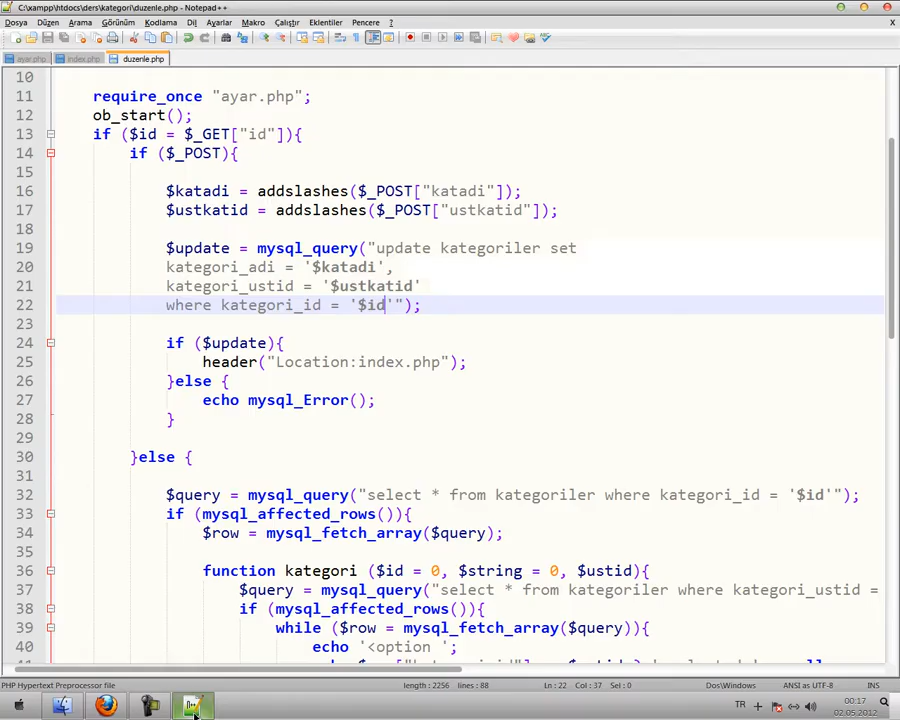 C:\xampp\htdocs\ders\kategori\duzenle.php - Notepad++
Dosya Düzen Arama Görünüm Kodlama Dil Ayarlar Makro Çalıştır Eklentiler Pencere ? X
ayar.php index.php duzenle.php
10
11 require_once "ayar.php";
12 ob_start();
13 if ($id = $_GET["id"]){
14 if ($_POST){
15
16 $katadi = addslashes($_POST["katadi"]);
17 $ustkatid = addslashes($_POST["ustkatid"]);
18
19 $update = mysql_query("update kategoriler set
20 kategori_adi = '$katadi',
21 kategori_ustid = '$ustkatid'
22 where kategori_id = '$id'");
23
24 if ($update){
25 header("Location:index.php");
26 }else {
27 echo mysql_Error();
28 }
29
30 }else {
31
32 $query = mysql_query("select * from kategoriler where kategori_id = '$id'");
33 if (mysql_affected_rows()){
34 $row = mysql_fetch_array($query);
35
36 function kategori ($id = 0, $string = 0, $ustid){
37 $query = mysql_query("select * from kategoriler where kategori_ustid =
38 if (mysql_affected_rows()){
39 while ($row = mysql_fetch_array($query)){
40 echo '<option ';
PHP Hypertext Preprocessor file length : 2256 lines : 88 Ln : 22 Col : 37 Sel : 0 Dos\Windows ANSI as UTF-8 INS
TR 00:17
02.05.2012